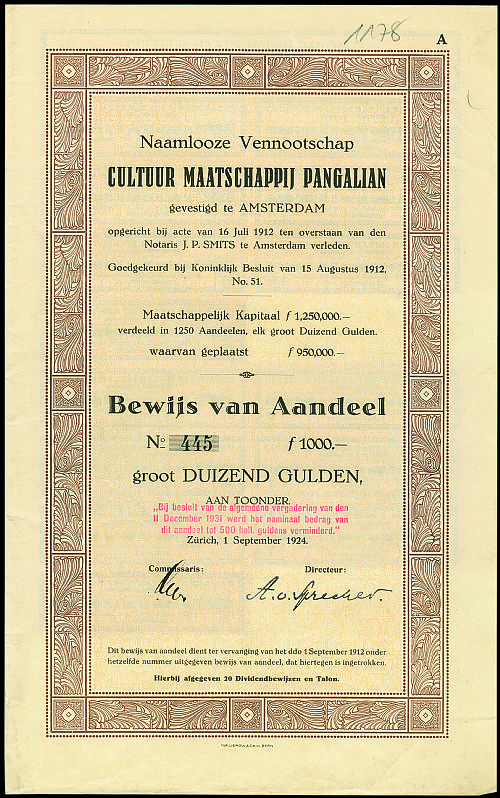 1178
A
Naamlooze Vennootschap
CULTUUR MAATSCHAPPIJ PANGALIAN
gevestigd te AMSTERDAM
opgericht bij acte van 16 Juli 1912 ten overstaan van den
Notaris J. P. SMITS te Amsterdam verleden.
Goedgekeurd bij Koninklijk Besluit van 15 Augustus 1912,
No. 51.
Maatschappelijk Kapitaal ƒ 1,250,000.—
verdeeld in 1250 Aandeelen, elk groot Duizend Gulden.
waarvan geplaatst ƒ 950,000.—
Bewijs van Aandeel
No 445 ƒ 1000.—
groot DUIZEND GULDEN,
AAN TOONDER.
„Bij besluit van de algemeene vergadering van den
11 December 1931 werd het nominaal bedrag van
dit aandeel tot 500 holl. guldens verminderd."
Zürich, 1 September 1924.
Commissaris: Directeur:
A. v. Sprecher.
Dit bewijs van aandeel dient ter vervanging van het ddo 1 September 1912 onder
hetzelfde nummer uitgegeven bewijs van aandeel, dat hiertegen is ingetrokken.
Hierbij afgegeven 20 Dividendbewijzen en Talon.